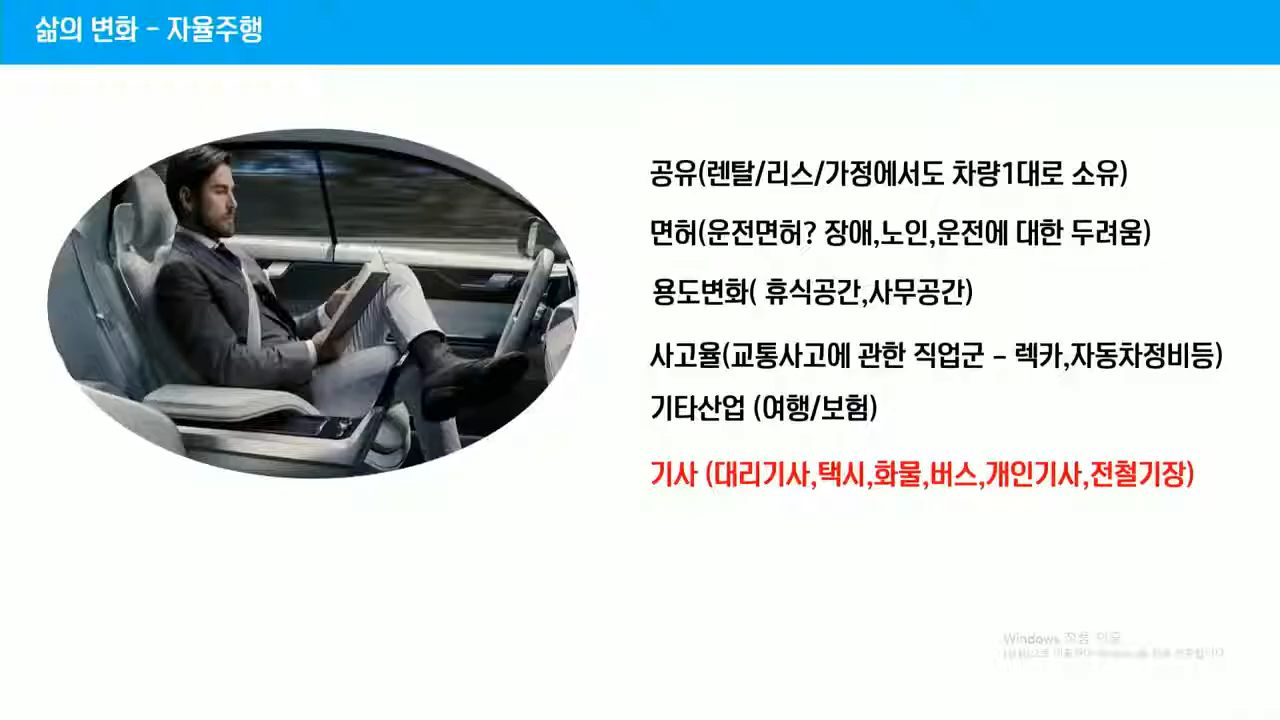 삶의 변화 - 자율주행
공유(렌탈/리스/가정에서도 차량1대로 소유)
면허(운전면허? 장애,노인,운전에 대한 두려움)
용도변화( 휴식공간,사무공간)
사고율(교통사고에 관한 직업군 – 렉카,자동차정비등)
기타산업 (여행/보험)
기사 (대리기사,택시,화물,버스,개인기사,전철기장)
Windows